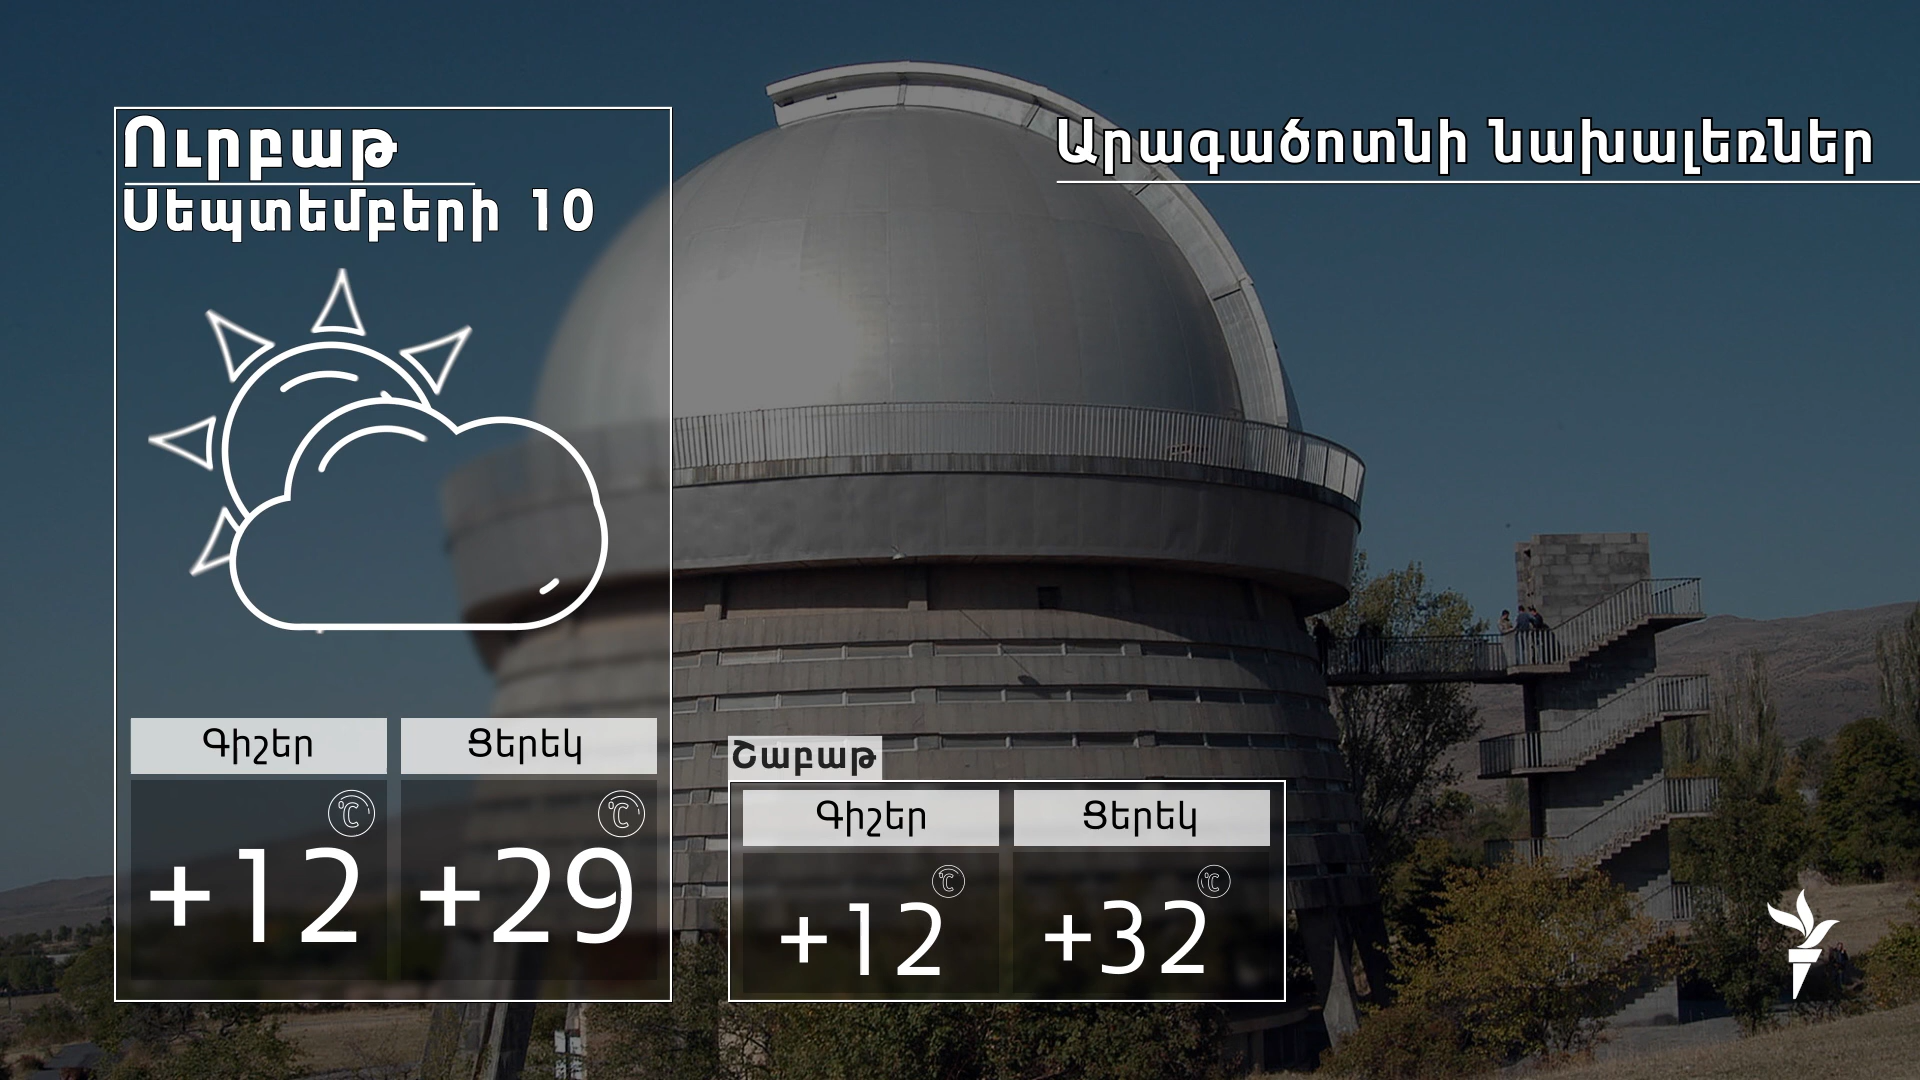 Ուրբաթ
Սեպտեմբերի 10
Արագածոտնի նախալեռներ
Գիշեր
Ցերեկ
°C
°C
+12
+29
Շաբաթ
Գիշեր
Ցերեկ
°C
°C
+12
+32